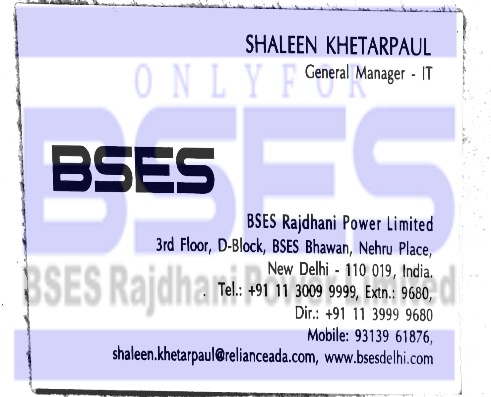 SHALEEN KHETARPAUL
General Manager - IT
ONLY FOR
BSES
BSES
BSES Rajdhani Power Limited
3rd Floor, D-Block, BSES Bhawan, Nehru Place,
New Delhi - 110 019, India.
BSES Rajdhani Power Limited
Tel.: +91 11 3009 9999, Extn.: 9680,
Dir.: +91 11 3999 9680
Mobile: 93139 61876,
shaleen.khetarpaul@relianceada.com, www.bsesdelhi.com